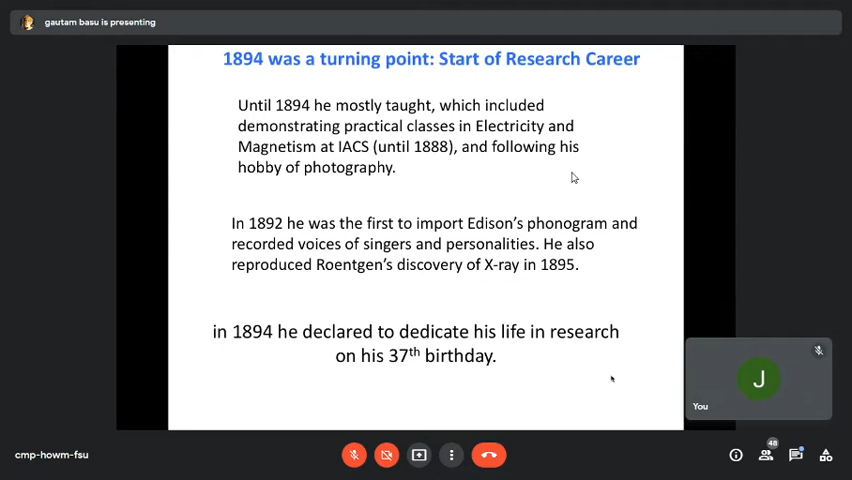 gautam basu is presenting
1894 was a turning point: Start of Research Career
Until 1894 he mostly taught, which included
demonstrating practical classes in Electricity and
Magnetism at IACS (until 1888), and following his
hobby of photography.
In 1892 he was the first to import Edison's phonogram and
recorded voices of singers and personalities. He also
reproduced Roentgen's discovery of X-ray in 1895.
in 1894 he declared to dedicate his life in research
on his 37th birthday.
J
You
cmp-howm-fsu
48